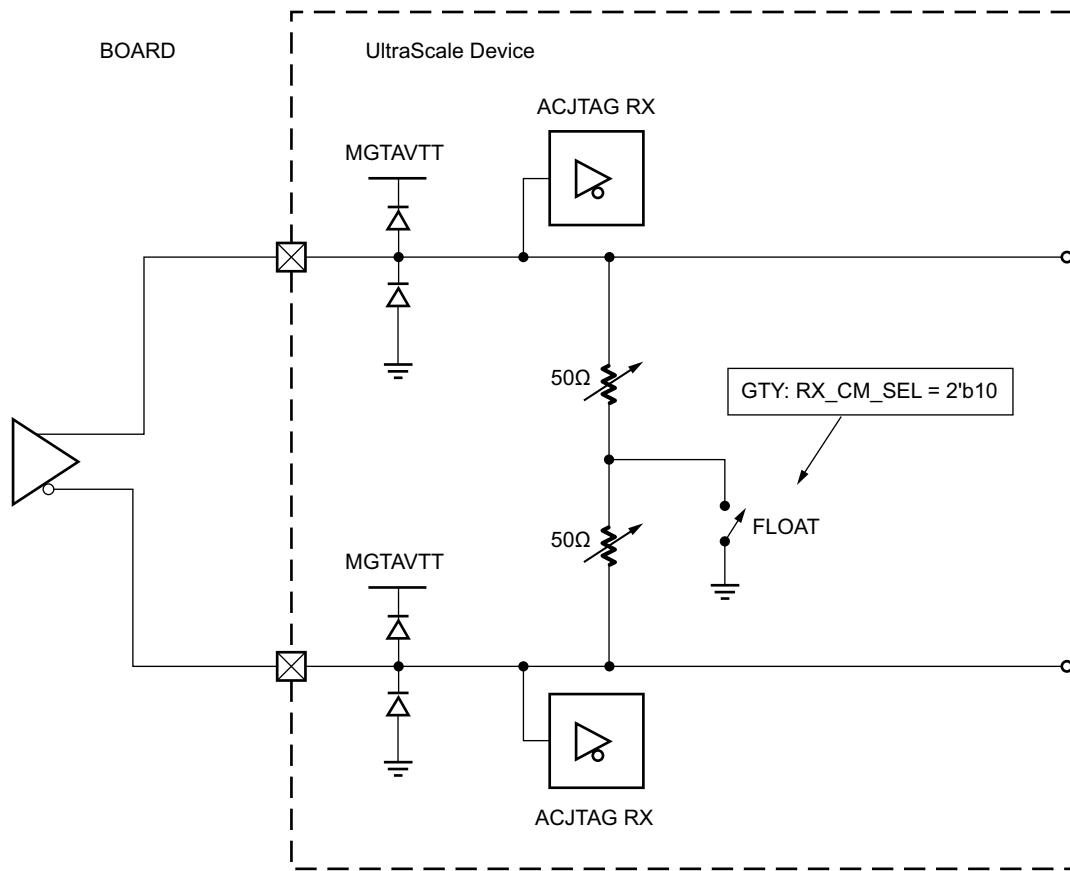 BOARD
UltraScale Device
ACJTAG RX
MGTAVTT
50Ω
GTY: RX_CM_SEL = 2'b10
50Ω
FLOAT
MGTAVTT
ACJTAG RX